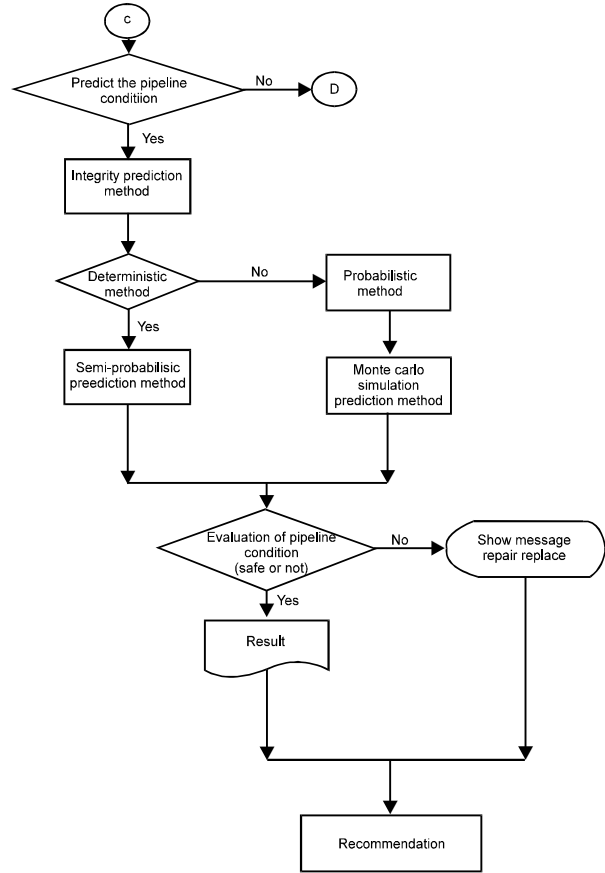 c
Predict the pipeline
conditiion
No
D
Yes
Integrity prediction
method
Deterministic
method
No
Probabilistic
method
Yes
Semi-probabilisic
preediction method
Monte carlo
simulation
prediction method
Evaluation of pipeline
condition
(safe or not)
No
Show message
repair replace
Yes
Result
Recommendation